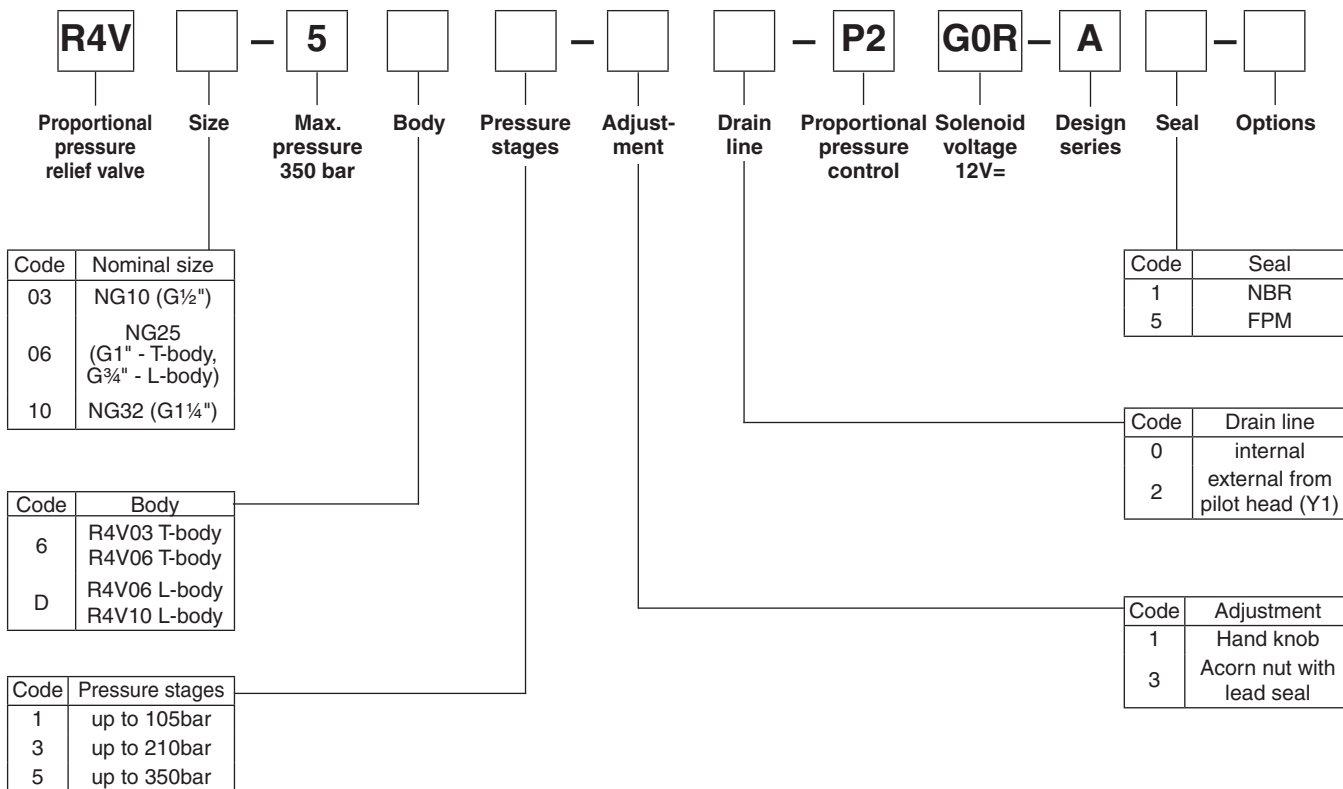 R4V – 5 – – P2 G0R – A –
Proportional pressure relief valve
Size
Max. pressure 350 bar
Body
Pressure stages
Adjust-ment
Drain line
Proportional pressure control
Solenoid voltage 12V=
Design series
Seal
Options
Code Nominal size
03 NG10 (G½")
06 NG25 (G1" - T-body, G¾" - L-body)
10 NG32 (G1¼")
Code Body
6 R4V03 T-body
R4V06 T-body
D R4V06 L-body
R4V10 L-body
Code Pressure stages
1 up to 105bar
3 up to 210bar
5 up to 350bar
Code Seal
1 NBR
5 FPM
Code Drain line
0 internal
2 external from pilot head (Y1)
Code Adjustment
1 Hand knob
3 Acorn nut with lead seal